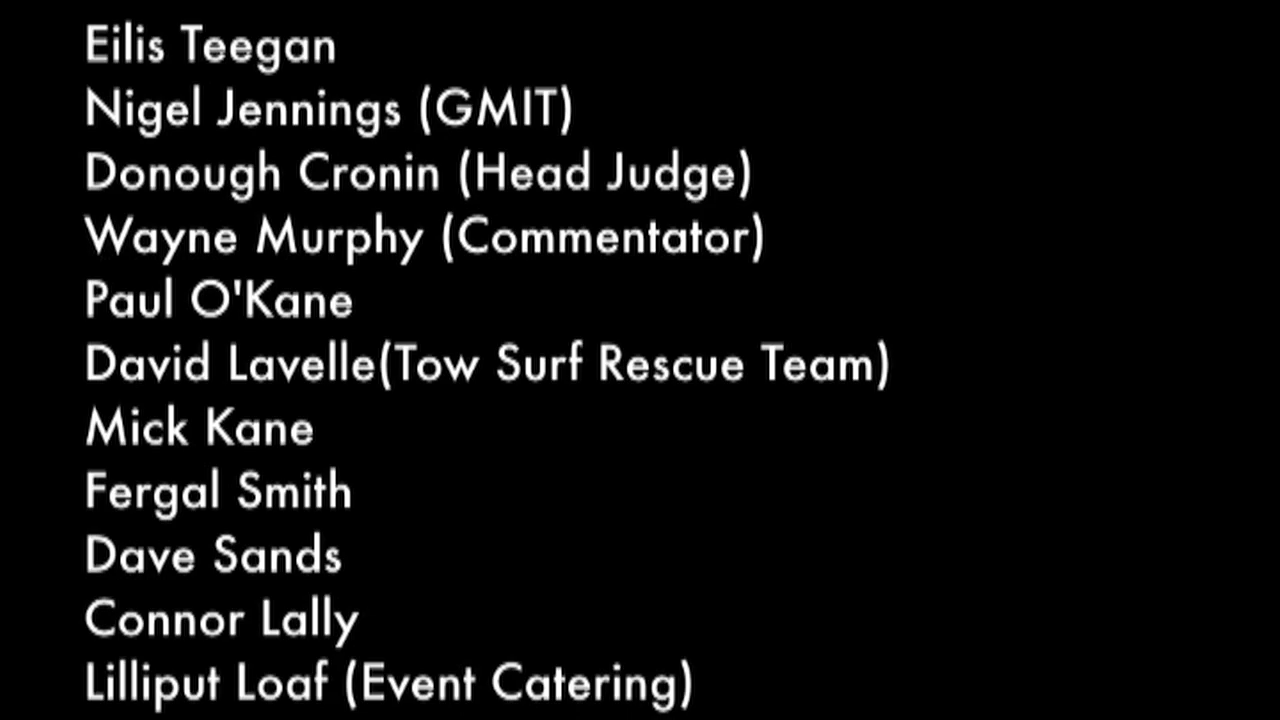 Eilis Teegan
Nigel Jennings (GMIT)
Donough Cronin (Head Judge)
Wayne Murphy (Commentator)
Paul O'Kane
David Lavelle(Tow Surf Rescue Team)
Mick Kane
Fergal Smith
Dave Sands
Connor Lally
Lilliput Loaf (Event Catering)